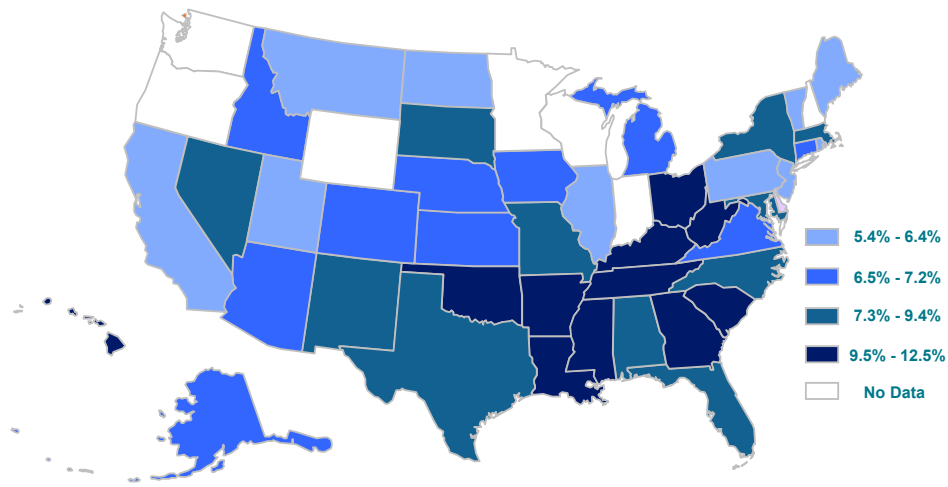 5.4% - 6.4%
6.5% - 7.2%
7.3% - 9.4%
9.5% - 12.5%
No Data